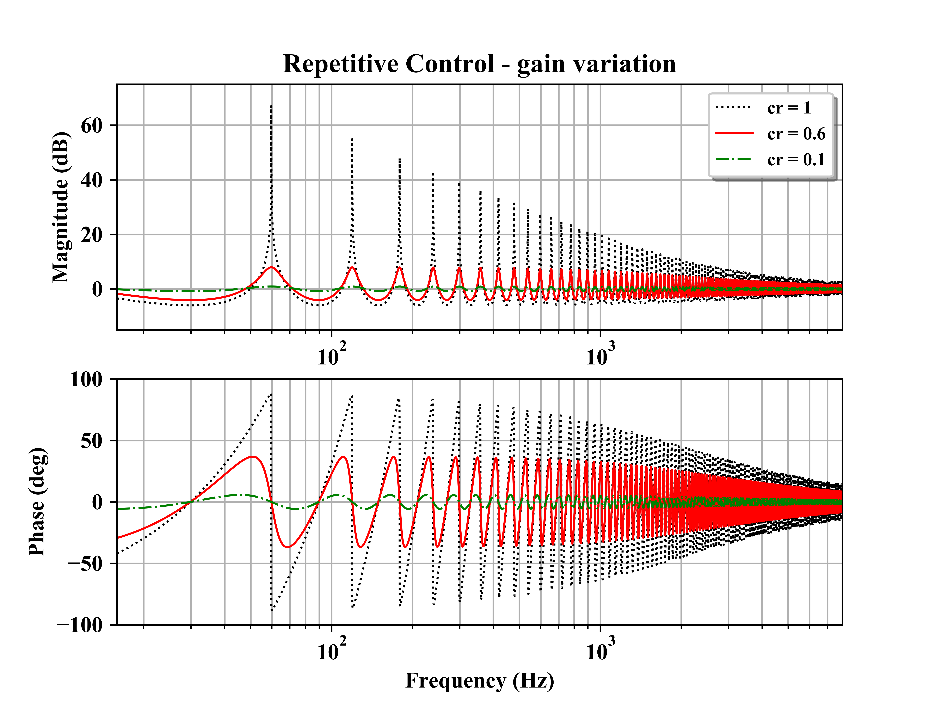 Repetitive Control - gain variation
cr = 1
cr = 0.6
cr = 0.1
Magnitude (dB)
60
40
20
0
10² 10³
Phase (deg)
100
50
0
−50
−100
10² 10³
Frequency (Hz)